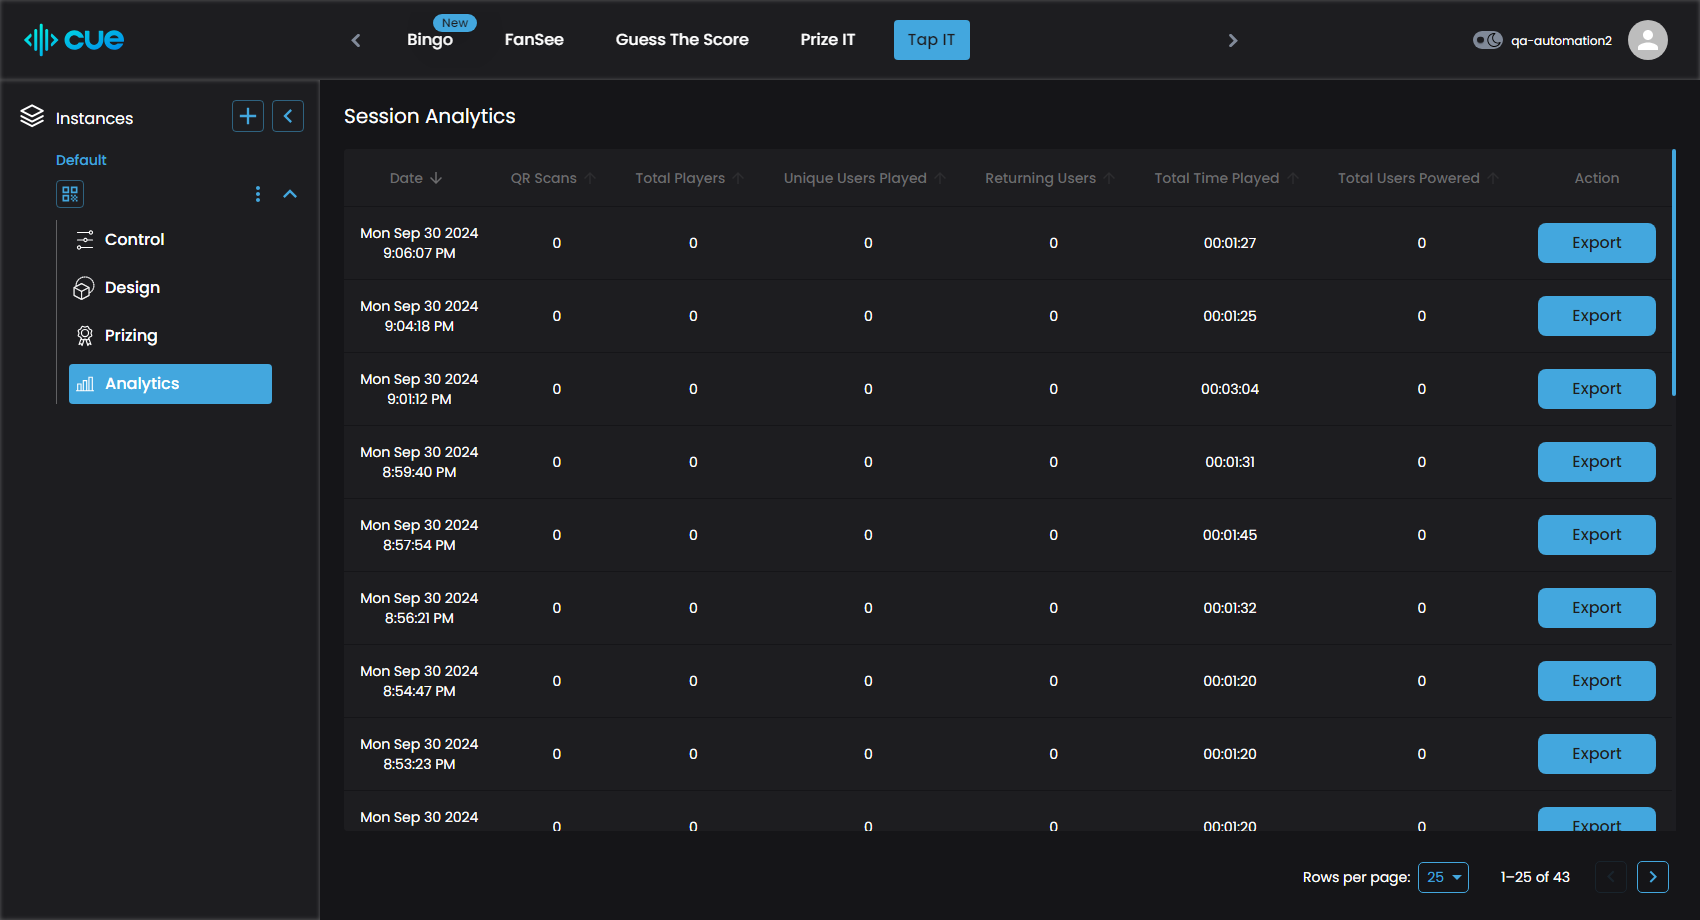 cue
New
Bingo
FanSee
Guess The Score
Prize IT
Tap IT
qa-automation2
Instances
Default
Control
Design
Prizing
Analytics
Session Analytics
Date QR Scans Total Players Unique Users Played Returning Users Total Time Played Total Users Powered Action
Mon Sep 30 2024
9:06:07 PM
0 0 0 0 00:01:27 0 Export
Mon Sep 30 2024
9:04:18 PM
0 0 0 0 00:01:25 0 Export
Mon Sep 30 2024
9:01:12 PM
0 0 0 0 00:03:04 0 Export
Mon Sep 30 2024
8:59:40 PM
0 0 0 0 00:01:31 0 Export
Mon Sep 30 2024
8:57:54 PM
0 0 0 0 00:01:45 0 Export
Mon Sep 30 2024
8:56:21 PM
0 0 0 0 00:01:32 0 Export
Mon Sep 30 2024
8:54:47 PM
0 0 0 0 00:01:20 0 Export
Mon Sep 30 2024
8:53:23 PM
0 0 0 0 00:01:20 0 Export
Mon Sep 30 2024
0 0 0 0 00:01:20 0 Export
Rows per page: 25 1–25 of 43